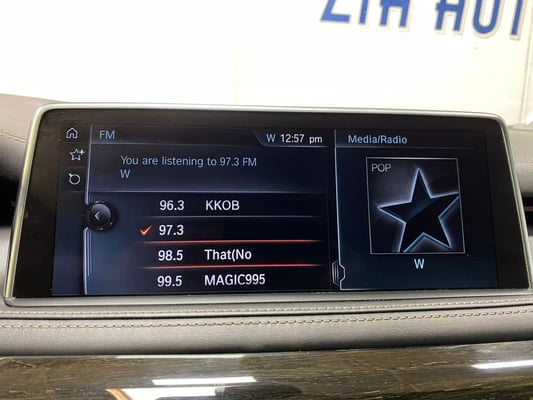 ZIA AUT
FM
W 12:57 pm
Media/Radio
You are listening to 97.3 FM
W
96.3 KKOB
97.3
98.5 That(No
99.5 MAGIC995
POP
W